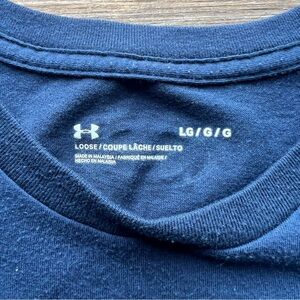 LG/G/G
LOOSE/COUPE LÂCHE/SUELTO
MADE IN MALAYSIA/FABRIQUÉ EN MALAISIE/
HECHO EN MALASIA